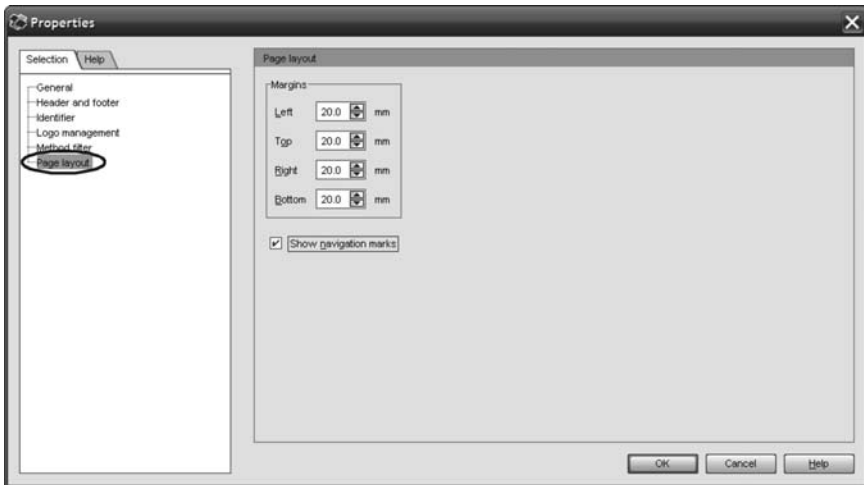 Properties
Selection Help
General
Header and footer
Identifier
Logo management
Method filter
Page layout
Page layout
Margins
Left 20.0 mm
Top 20.0 mm
Right 20.0 mm
Bottom 20.0 mm
Show navigation marks
OK Cancel Help